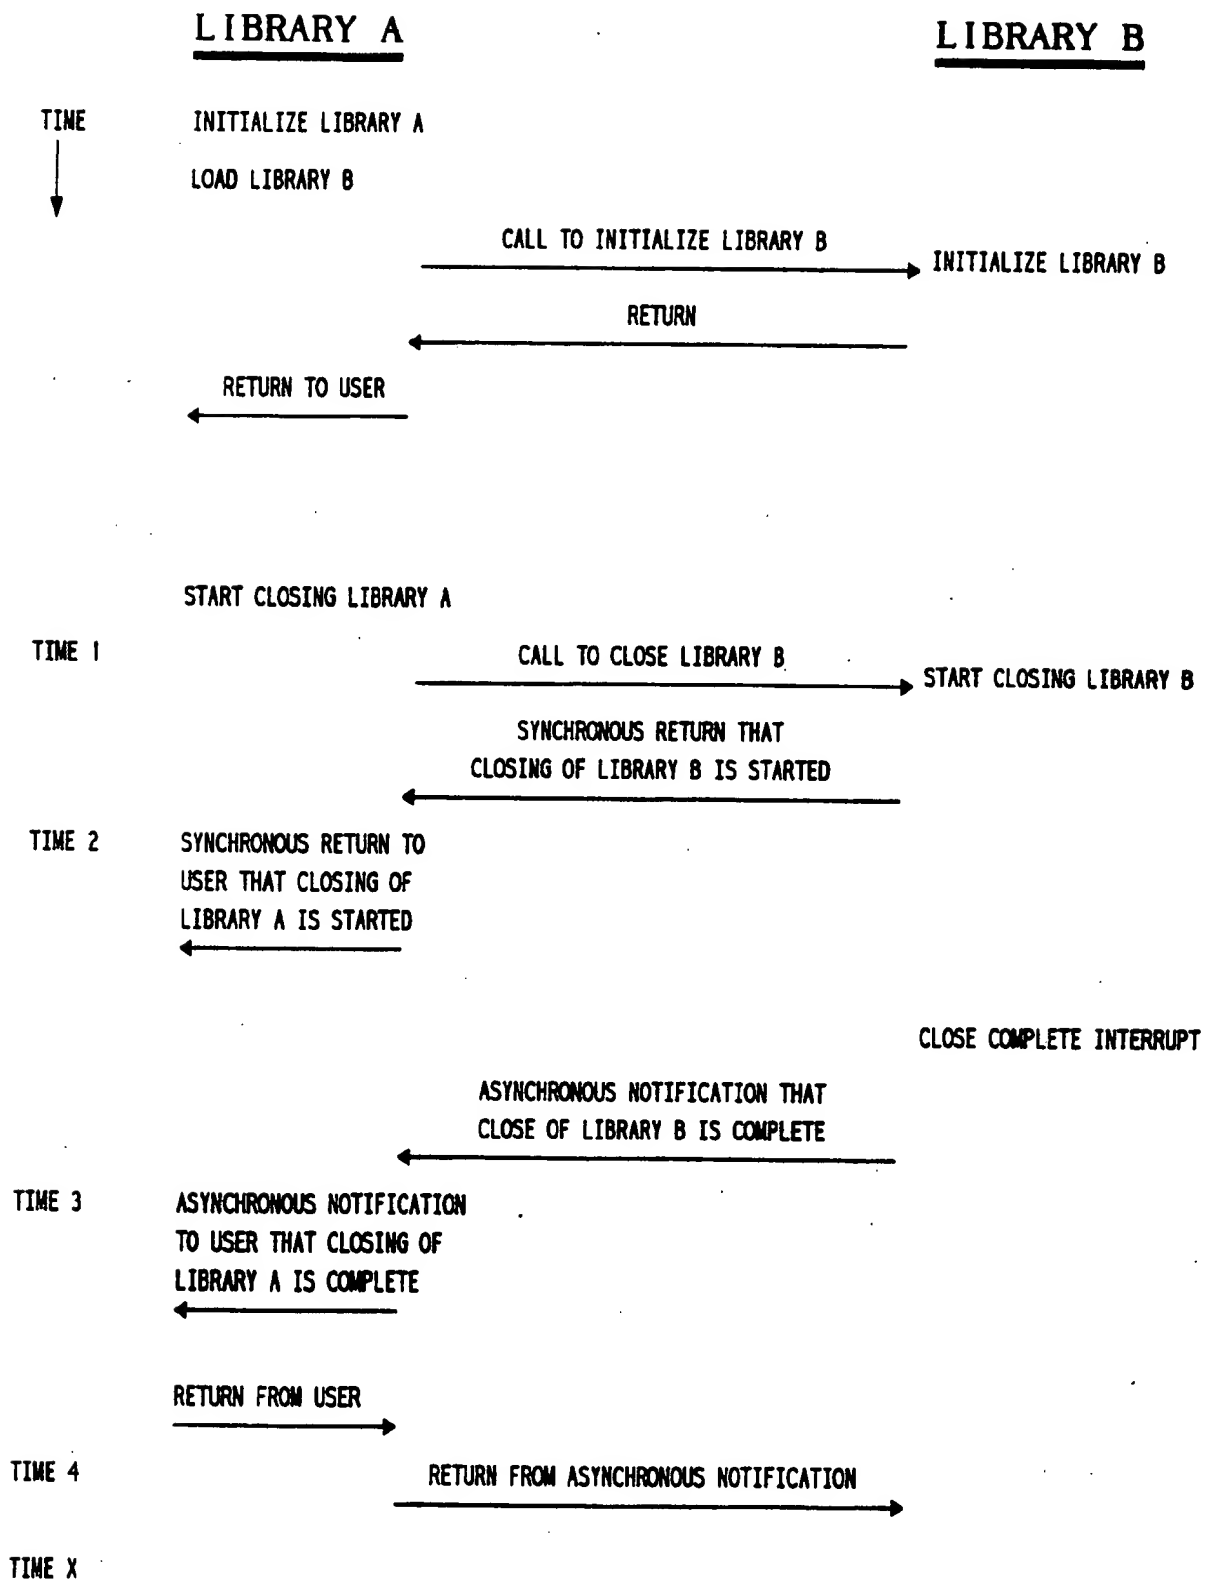 LIBRARY A
LIBRARY B
TIME
INITIALIZE LIBRARY A
LOAD LIBRARY B
CALL TO INITIALIZE LIBRARY B
INITIALIZE LIBRARY B
RETURN
RETURN TO USER
START CLOSING LIBRARY A
TIME 1
CALL TO CLOSE LIBRARY B
START CLOSING LIBRARY B
SYNCHRONOUS RETURN THAT
CLOSING OF LIBRARY B IS STARTED
TIME 2
SYNCHRONOUS RETURN TO
USER THAT CLOSING OF
LIBRARY A IS STARTED
CLOSE COMPLETE INTERRUPT
ASYNCHRONOUS NOTIFICATION THAT
CLOSE OF LIBRARY B IS COMPLETE
TIME 3
ASYNCHRONOUS NOTIFICATION
TO USER THAT CLOSING OF
LIBRARY A IS COMPLETE
RETURN FROM USER
TIME 4
RETURN FROM ASYNCHRONOUS NOTIFICATION
TIME X